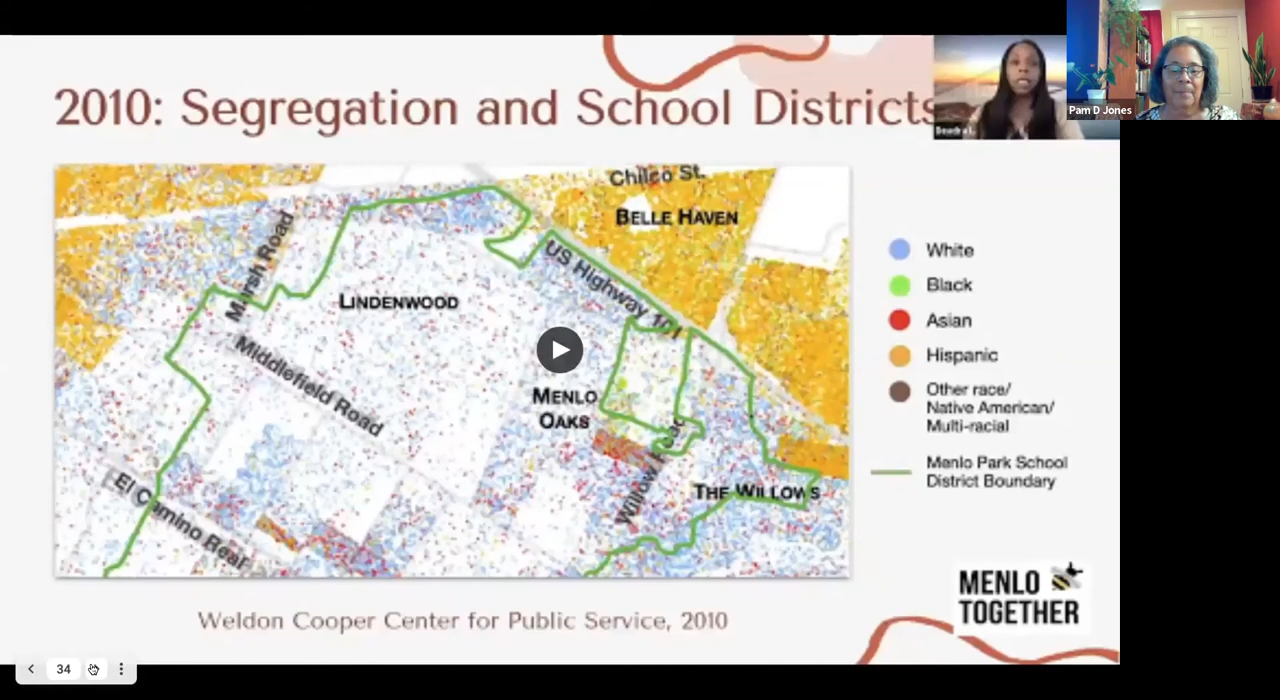 2010: Segregation and School Districts
Pam D Jones
Chilco St.
BELLE HAVEN
Marsh Road
US Highway 101
LINDENWOOD
Middlefield Road
MENLO
OAKS
Willow
THE WILLOWS
El Camino Real
White
Black
Asian
Hispanic
Other race/
Native American/
Multi-racial
Menlo Park School
District Boundary
MENLO
TOGETHER
Weldon Cooper Center for Public Service, 2010
34